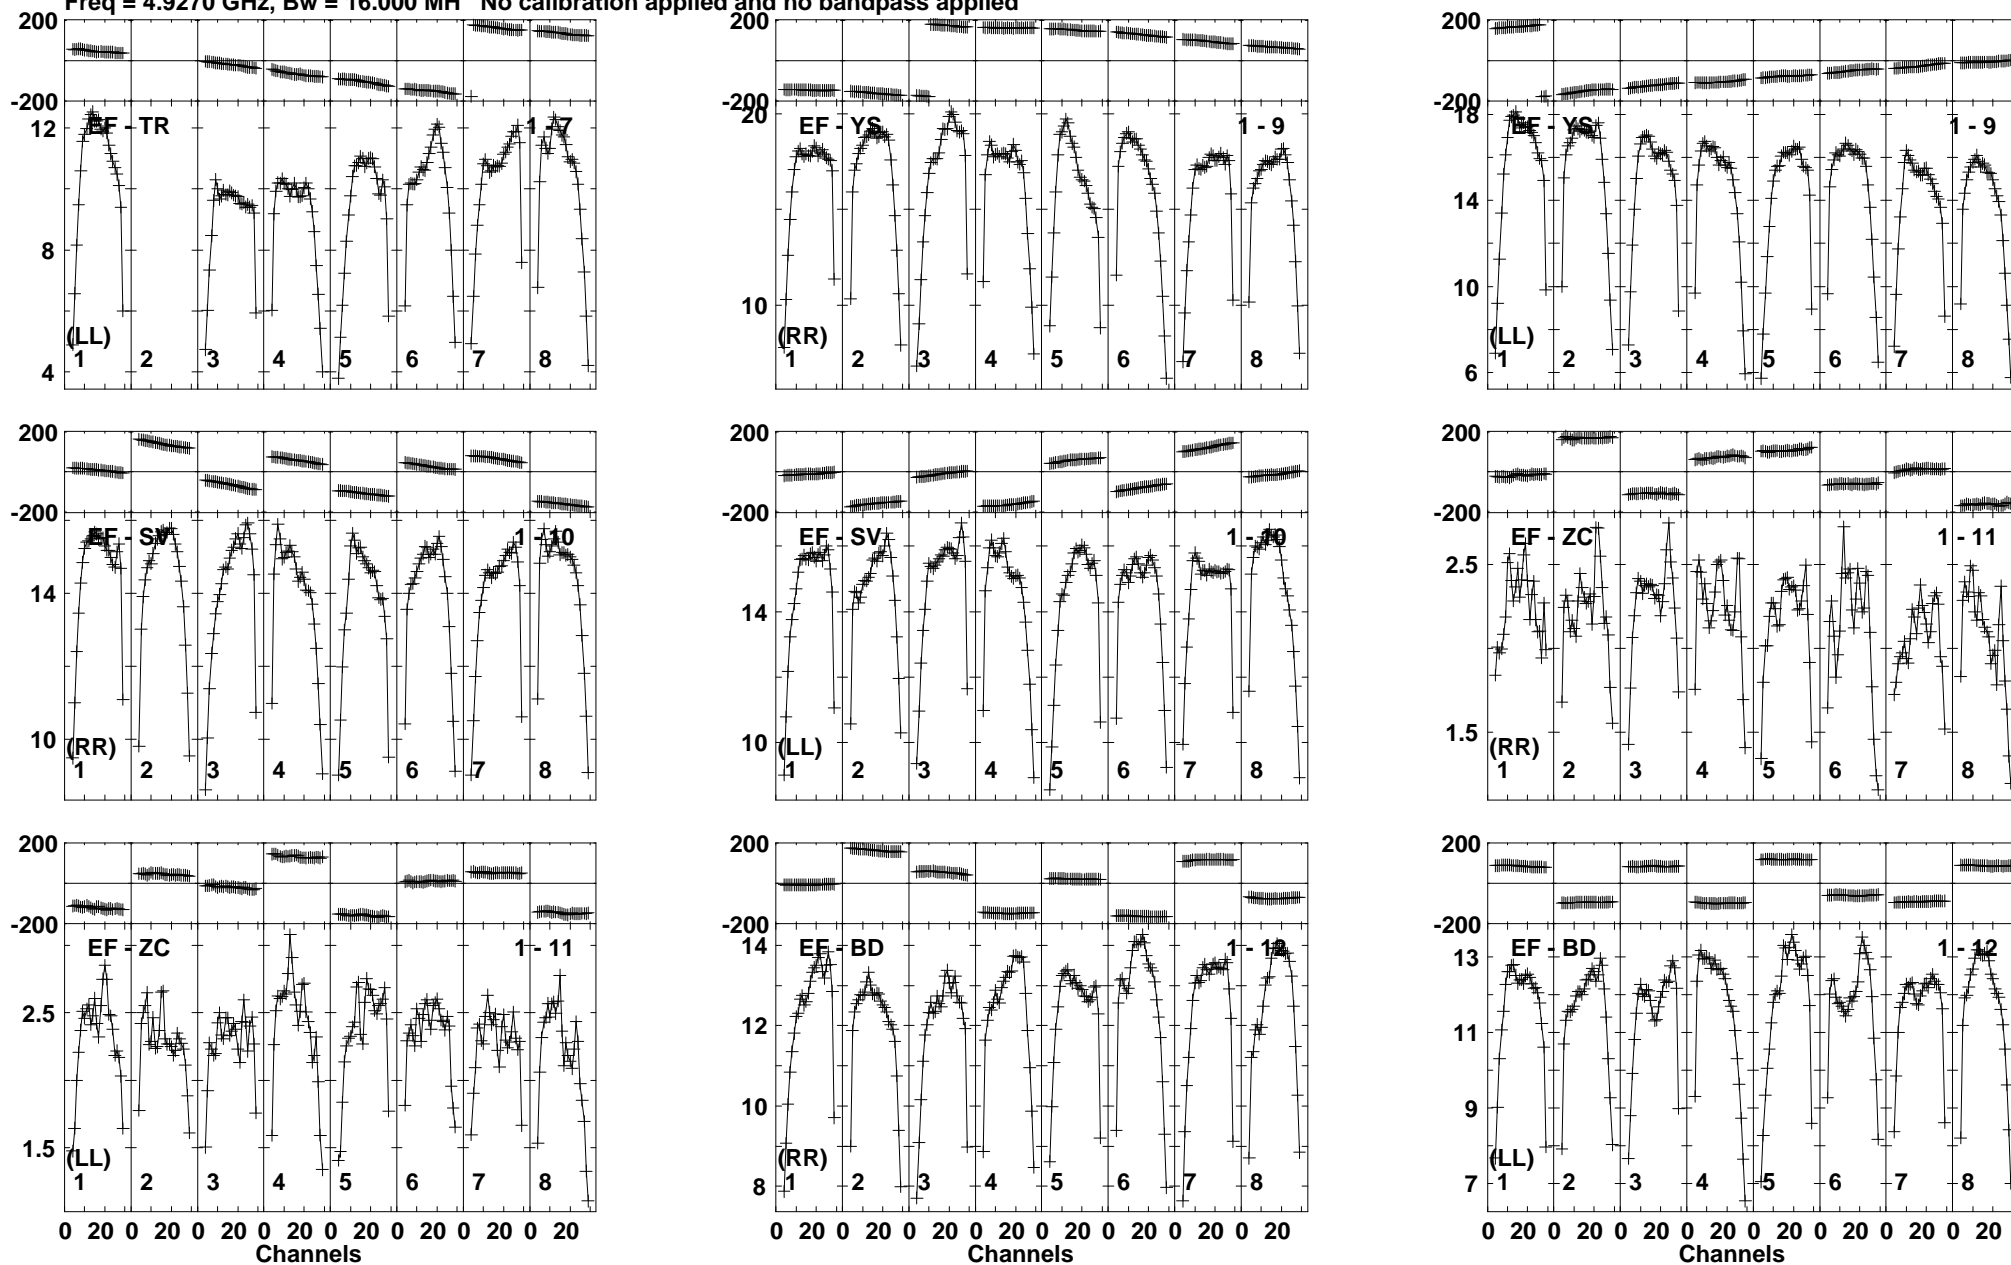 Freq = 4.9270 GHz, Bw = 16.000 MH No calibration applied and no bandpass applied
200
-200
EF - TR 1 - 7
12
8
4
(LL)
1 2 3 4 5 6 7 8
200
-200
EF - YS 1 - 9
20
10
(RR)
1 2 3 4 5 6 7 8
200
-200
EF - YS 1 - 9
18
14
10
6
(LL)
1 2 3 4 5 6 7 8
200
-200
EF - SV 1 - 10
14
10
(RR)
1 2 3 4 5 6 7 8
200
-200
EF - SV 1 - 10
14
10
(LL)
1 2 3 4 5 6 7 8
200
-200
EF - ZC 1 - 11
2.5
1.5
(RR)
1 2 3 4 5 6 7 8
200
-200
EF - ZC 1 - 11
2.5
1.5
(LL)
1 2 3 4 5 6 7 8
0 20 0 20 0 20 0 20 0 20 0 20 0 20 0 20
Channels
200
-200
EF - BD 1 - 12
14
12
10
8
(RR)
1 2 3 4 5 6 7 8
0 20 0 20 0 20 0 20 0 20 0 20 0 20 0 20
Channels
200
-200
EF - BD 1 - 12
13
11
9
7
(LL)
1 2 3 4 5 6 7 8
0 20 0 20 0 20 0 20 0 20 0 20 0 20 0 20
Channels